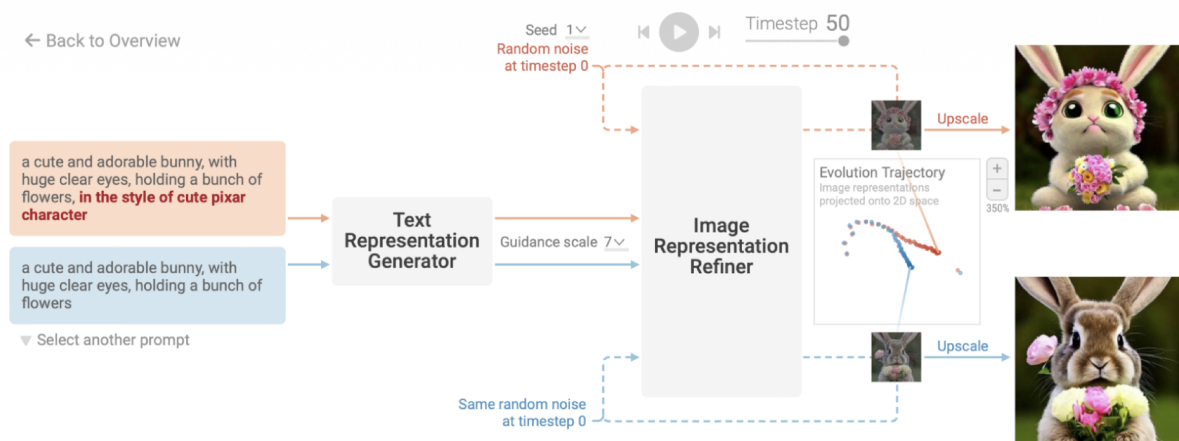 ← Back to Overview
Seed 1
Timestep 50
Random noise
at timestep 0
a cute and adorable bunny, with
huge clear eyes, holding a bunch of
flowers, in the style of cute pixar
character
a cute and adorable bunny, with
huge clear eyes, holding a bunch of
flowers
Select another prompt
Text
Representation
Generator
Guidance scale 7
Image
Representation
Refiner
Same random noise
at timestep 0
Upscale
Evolution Trajectory
Image representations
projected onto 2D space
+
−
350%
Upscale